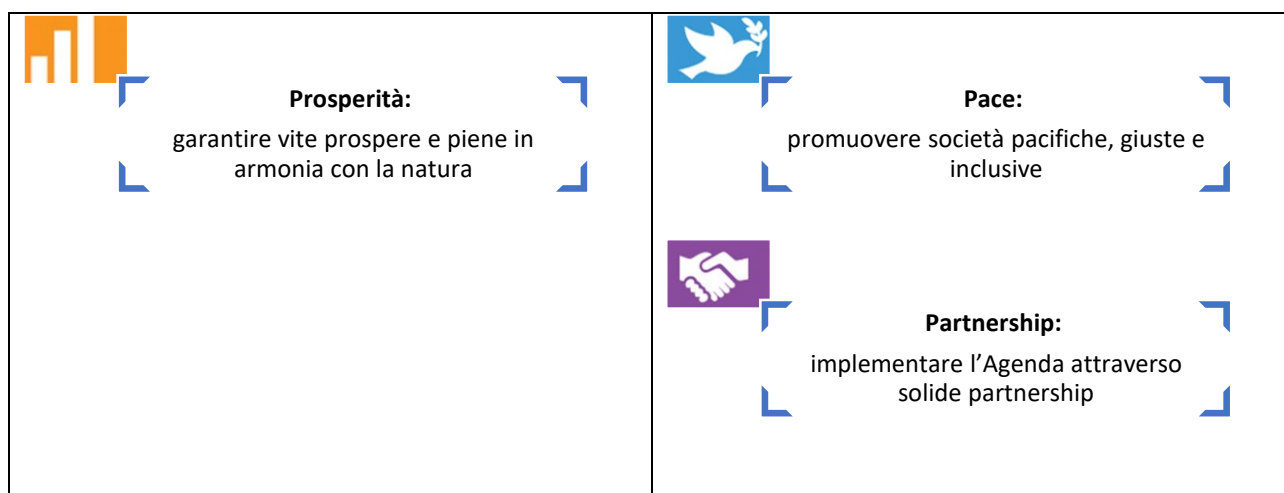 Prosperità:
garantire vite prospere e piene in
armonia con la natura
Pace:
promuovere società pacifiche, giuste e
inclusive
Partnership:
implementare l’Agenda attraverso
solide partnership